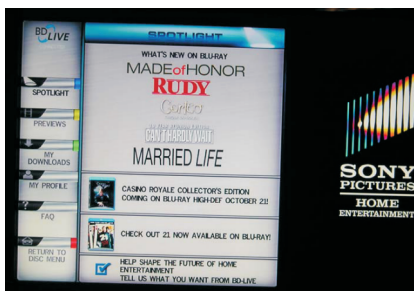 BD LIVE
SPOTLIGHT
SPOTLIGHT
PREVIEWS
MY
DOWNLOADS
MY PROFILE
FAQ
RETURN TO
DISC MENU
WHAT'S NEW ON BLU-RAY
MADE of HONOR
RUDY
CAN'T HARDLY WAIT
MARRIED LIFE
CASINO ROYALE COLLECTOR'S EDITION
COMING ON BLU-RAY HIGH-DEF OCTOBER 21!
CHECK OUT 21 NOW AVAILABLE ON BLU-RAY!
HELP SHAPE THE FUTURE OF HOME
ENTERTAINMENT
TELL US WHAT YOU WANT FROM BD-LIVE
SONY
PICTURES
HOME
ENTERTAINMENT